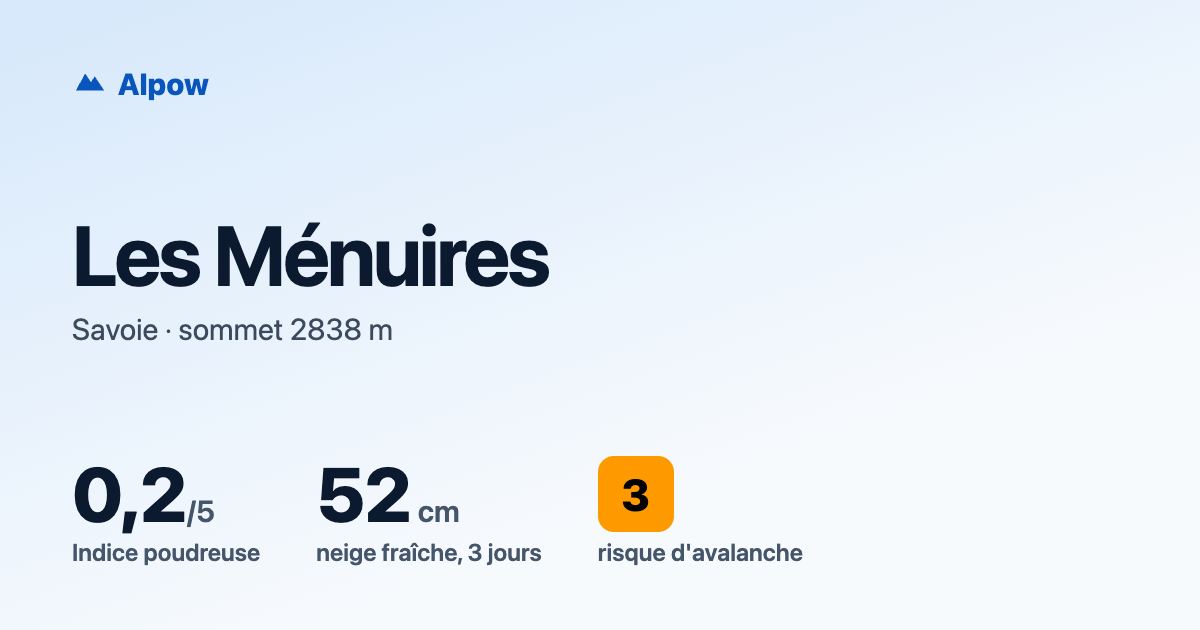 Alpow
Les Ménuires
Savoie · sommet 2838 m
0,2/5
Indice poudreuse
52 cm
neige fraîche, 3 jours
3
risque d'avalanche